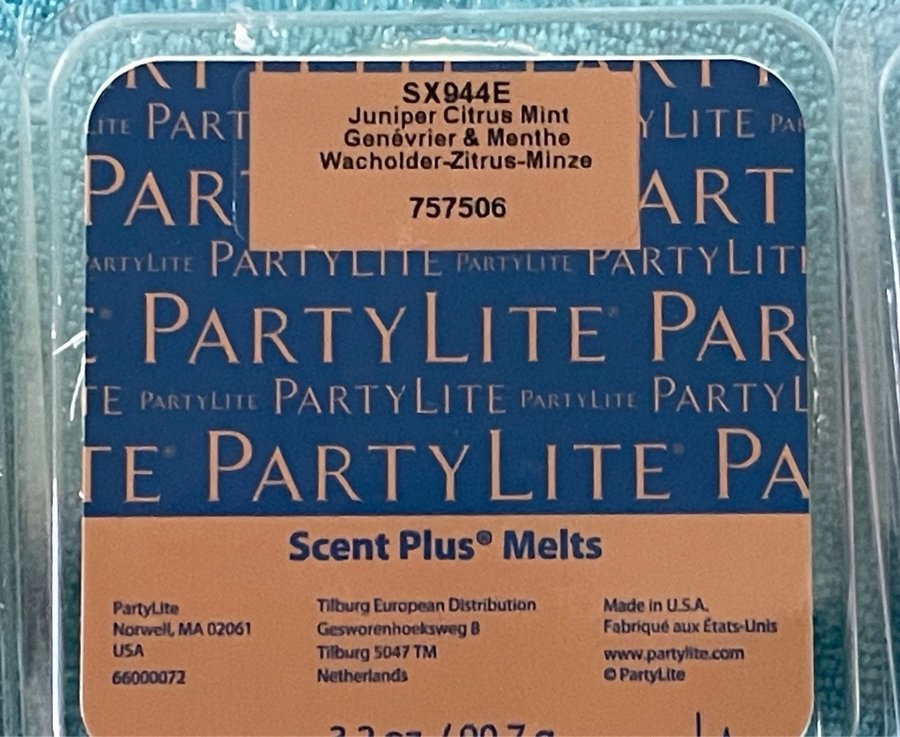 SX944E
Juniper Citrus Mint
Genévrier & Menthe
Wacholder-Zitrus-Minze
757506
PARTYLITE PARTYLITE PARTYLITE
PARTYLITE®
PARTYLITE PARTYLITE PARTYLITE
PARTYLITE®
Scent Plus® Melts
PartyLite
Norwell, MA 02061
USA
66000072
Tilburg European Distribution
Gesworenhoeksweg 8
Tilburg 5047 TM
Netherlands
Made in U.S.A.
Fabriqué aux États-Unis
www.partylite.com
© PartyLite